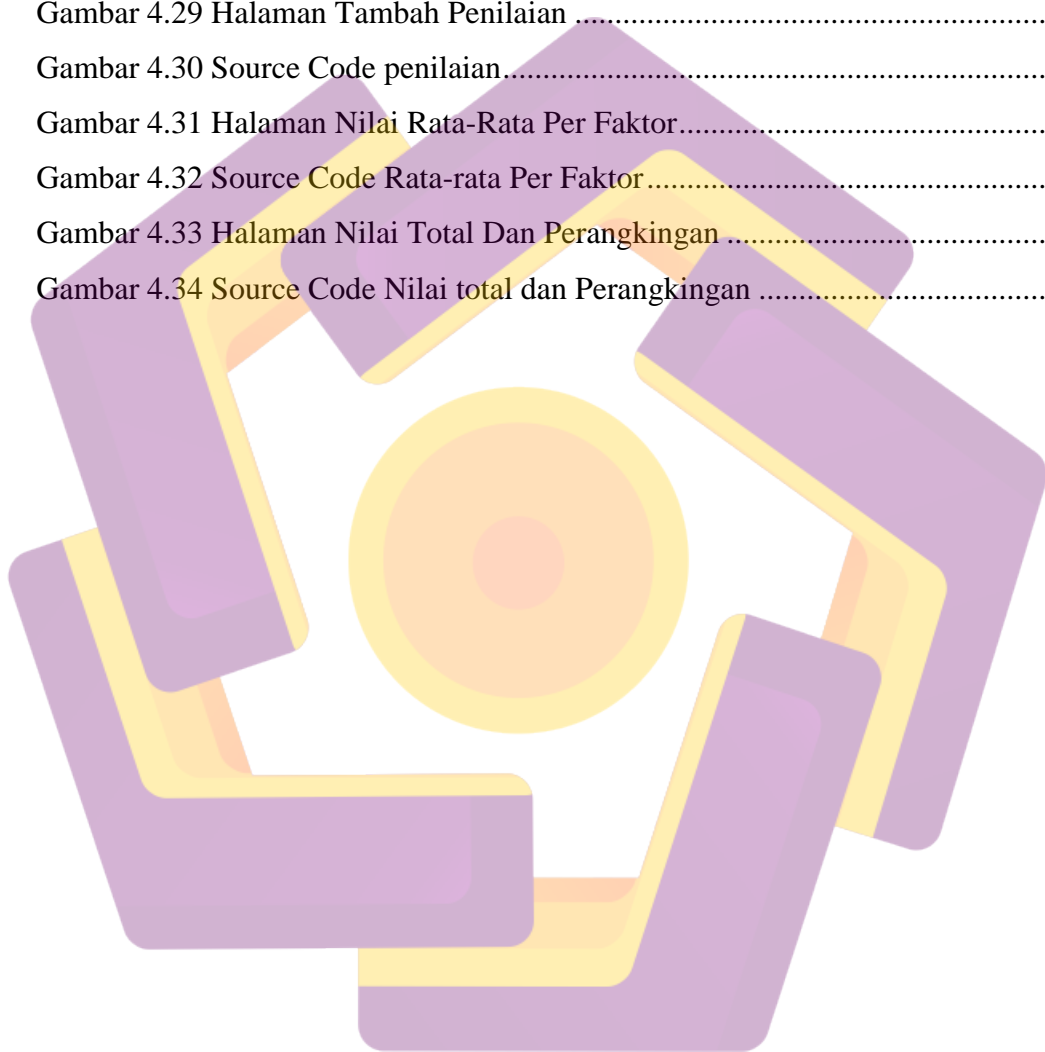 Gambar 4.29 Halaman Tambah Penilaian ..........................................................
Gambar 4.30 Source Code penilaian...................................................................
Gambar 4.31 Halaman Nilai Rata-Rata Per Faktor.............................................
Gambar 4.32 Source Code Rata-rata Per Faktor.................................................
Gambar 4.33 Halaman Nilai Total Dan Perangkingan .......................................
Gambar 4.34 Source Code Nilai total dan Perangkingan ...................................